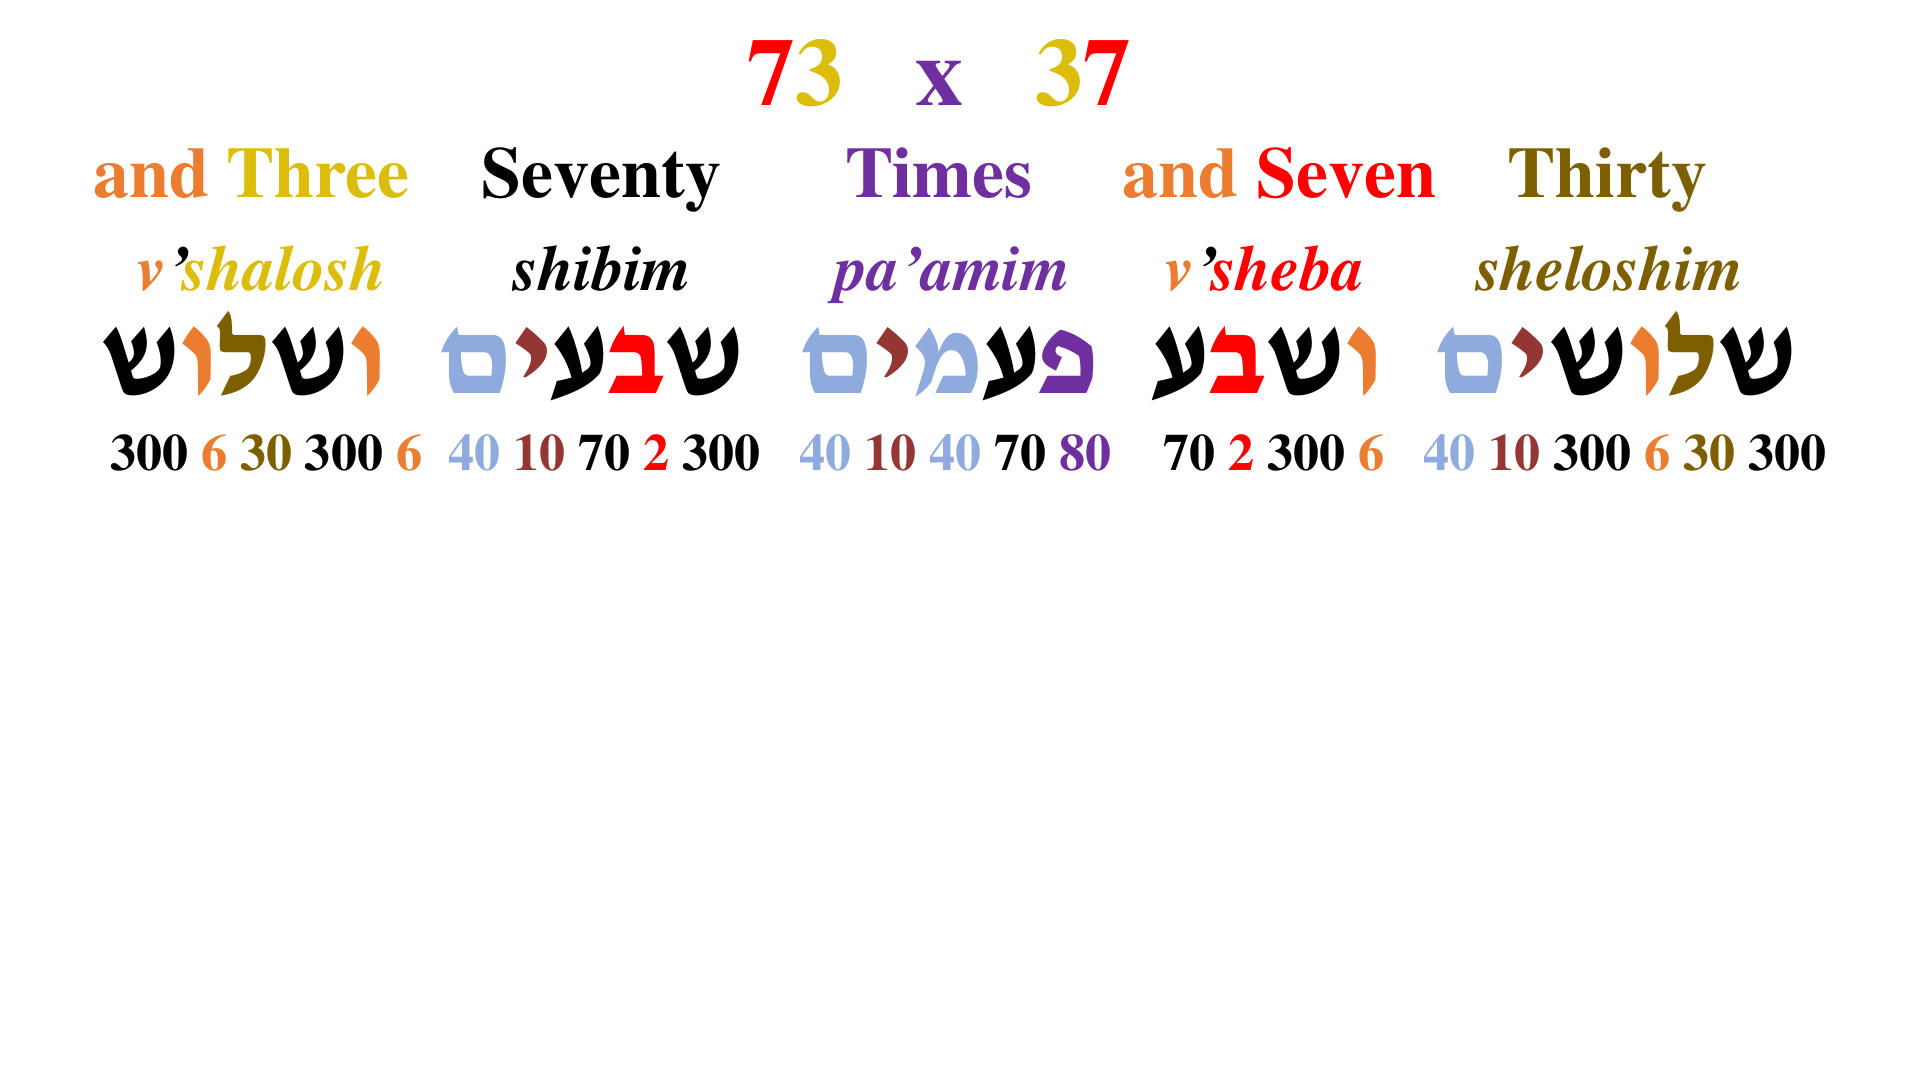 73 x 37
and Three Seventy Times and Seven Thirty
v’shalosh shibim pa’amim v’sheba sheloshim
שלושים ושבע פעמים שבעים ושלוש
300 6 30 300 6 40 10 70 2 300 40 10 40 70 80 70 2 300 6 40 10 300 6 30 300